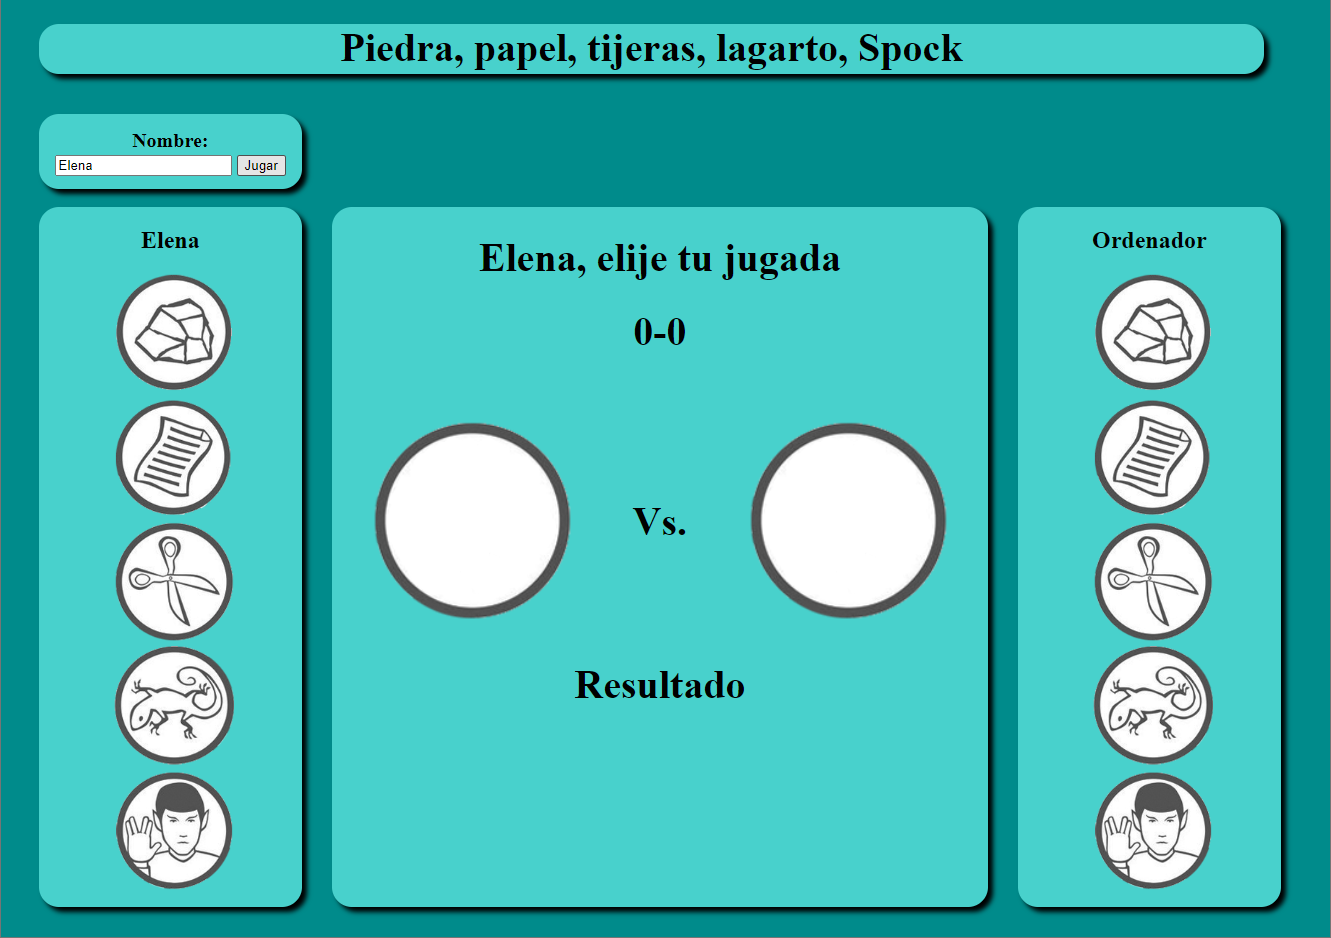 Piedra, papel, tijeras, lagarto, Spock
Nombre:
Elena Jugar
Elena
Elena, elije tu jugada
0-0
Vs.
Resultado
Ordenador